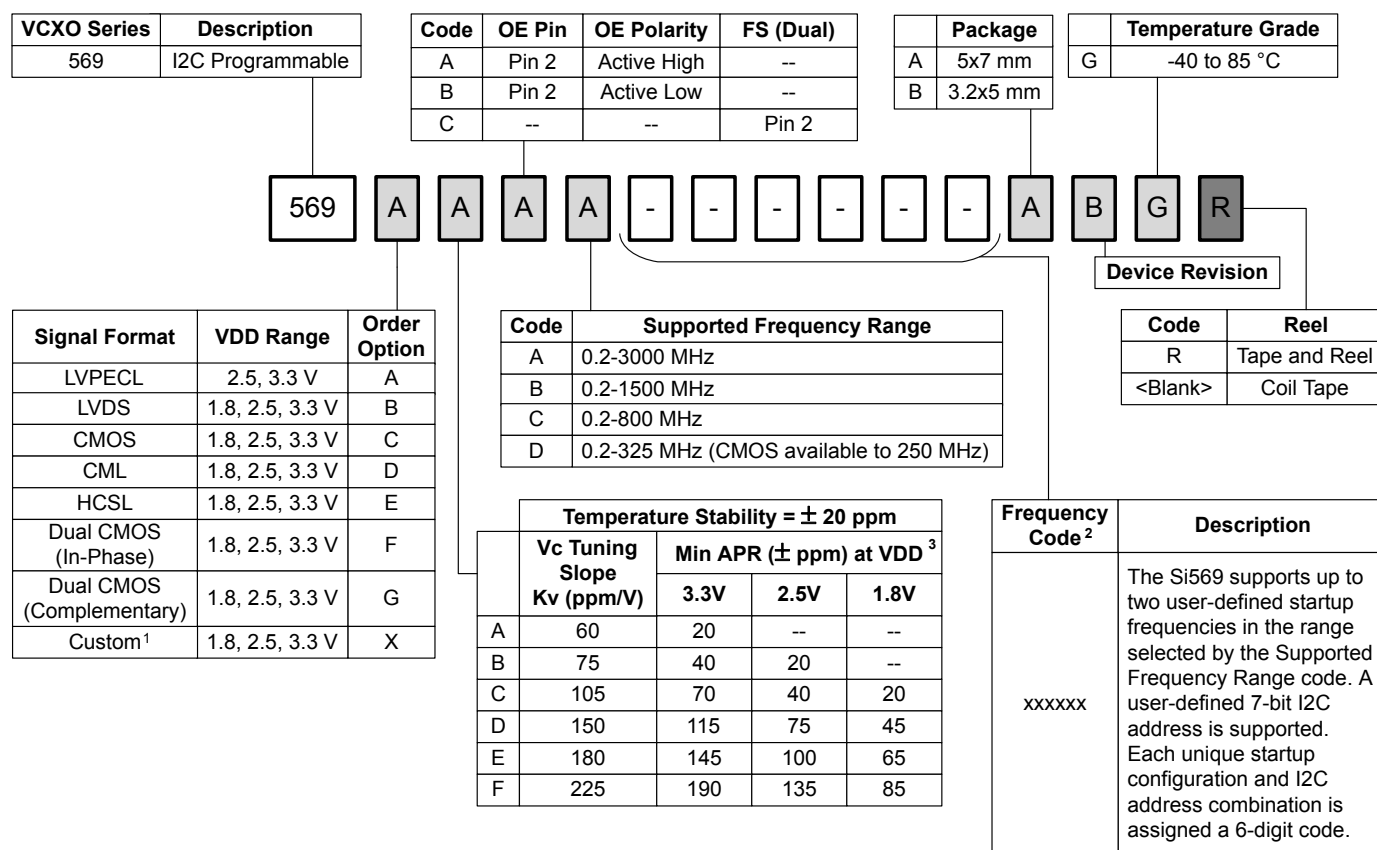 VCXO Series Description
569 I2C Programmable
Code OE Pin OE Polarity FS (Dual)
A Pin 2 Active High --
B Pin 2 Active Low --
C -- -- Pin 2
Package
A 5x7 mm
B 3.2x5 mm
Temperature Grade
G -40 to 85 °C
569 A A A A - - - - - - A B G R
Device Revision
Signal Format VDD Range Order Option
LVPECL 2.5, 3.3 V A
LVDS 1.8, 2.5, 3.3 V B
CMOS 1.8, 2.5, 3.3 V C
CML 1.8, 2.5, 3.3 V D
HCSL 1.8, 2.5, 3.3 V E
Dual CMOS (In-Phase) 1.8, 2.5, 3.3 V F
Dual CMOS (Complementary) 1.8, 2.5, 3.3 V G
Custom1 1.8, 2.5, 3.3 V X
Code Supported Frequency Range
A 0.2-3000 MHz
B 0.2-1500 MHz
C 0.2-800 MHz
D 0.2-325 MHz (CMOS available to 250 MHz)
Code Reel
R Tape and Reel
<Blank> Coil Tape
Temperature Stability = ± 20 ppm
Vc Tuning Slope Kv (ppm/V) Min APR (± ppm) at VDD 3
3.3V 2.5V 1.8V
A 60 20 -- --
B 75 40 20 --
C 105 70 40 20
D 150 115 75 45
E 180 145 100 65
F 225 190 135 85
Frequency Code 2 Description
xxxxxx
The Si569 supports up to
two user-defined startup
frequencies in the range
selected by the Supported
Frequency Range code. A
user-defined 7-bit I2C
address is supported.
Each unique startup
configuration and I2C
address combination is
assigned a 6-digit code.